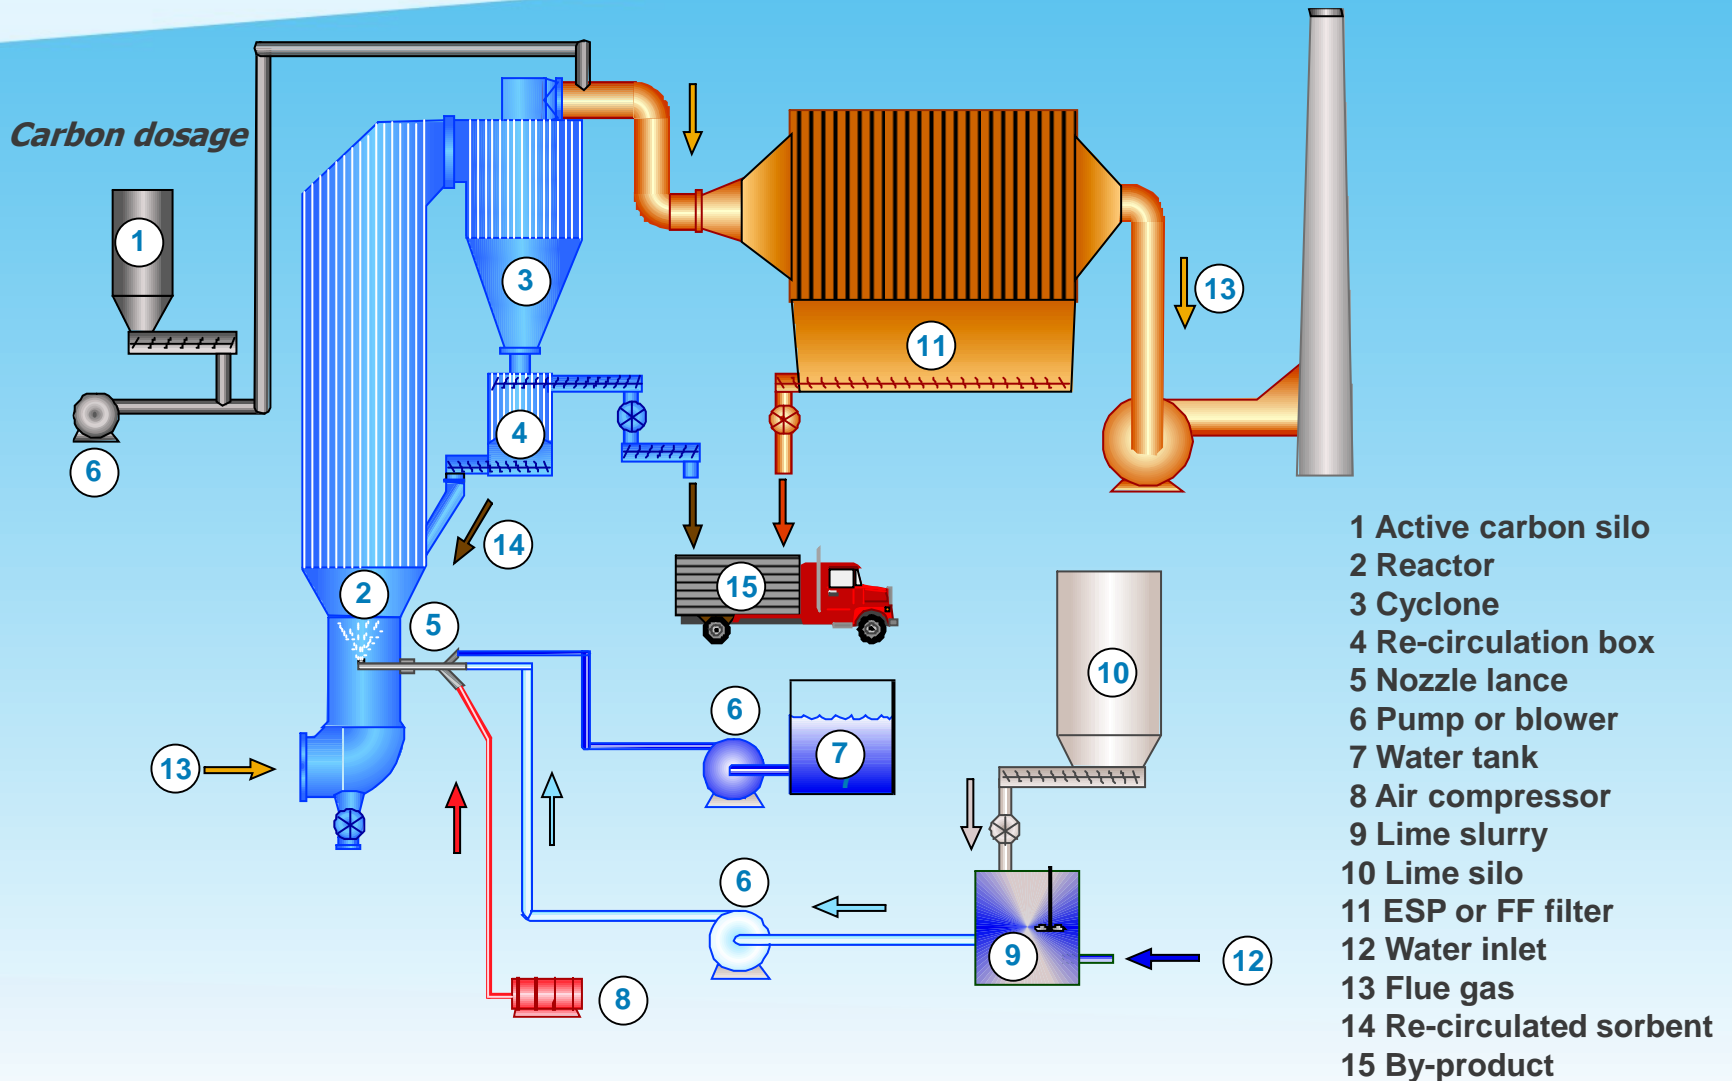 Carbon dosage
1
3
13
11
4
6
14
2
15
5
10
6
7
13
6
9
12
8
1 Active carbon silo
2 Reactor
3 Cyclone
4 Re-circulation box
5 Nozzle lance
6 Pump or blower
7 Water tank
8 Air compressor
9 Lime slurry
10 Lime silo
11 ESP or FF filter
12 Water inlet
13 Flue gas
14 Re-circulated sorbent
15 By-product